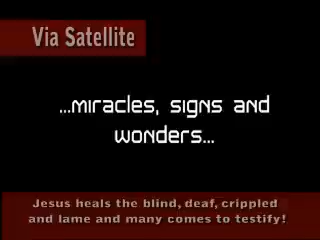 Via Satellite
...miracles, signs and
wonders...
Jesus heals the blind, deaf, crippled
and lame and many comes to testify!